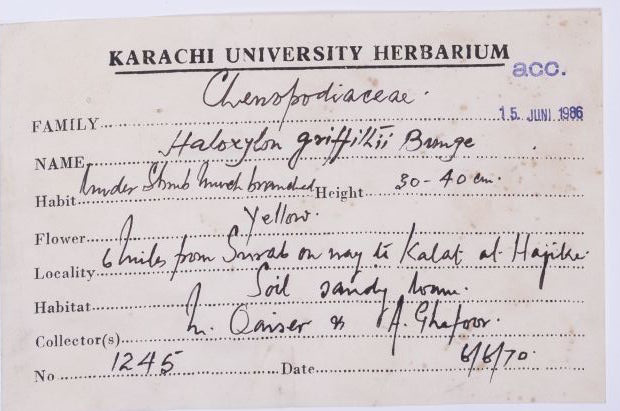 KARACHI UNIVERSITY HERBARIUM
acc.
15. JUNI 1986
FAMILY Chenopodiaceae.
NAME Haloxylon griffithii Bunge
Habit Under Shrub much branched Height 30-40 cm.
Flower Yellow.
Locality 6 miles from Surab on way to Kalat at Hajike
Habitat Soil sandy loam.
Collector(s) M. Qaiser & A. Ghafoor.
No 1245 Date 6/6/70.